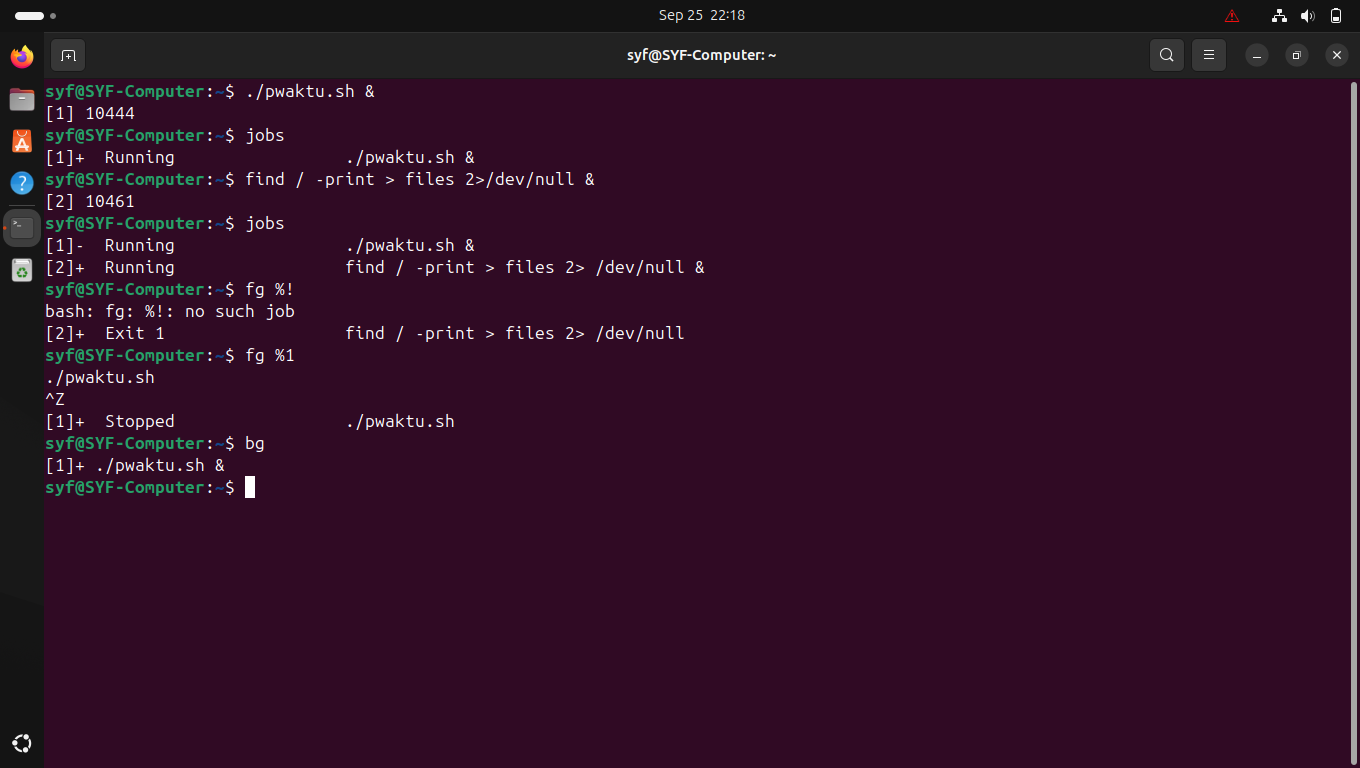 Sep 25 22:18
syf@SYF-Computer: ~
syf@SYF-Computer:~$ ./pwaktu.sh &
[1] 10444
syf@SYF-Computer:~$ jobs
[1]+  Running                 ./pwaktu.sh &
syf@SYF-Computer:~$ find / -print > files 2>/dev/null &
[2] 10461
syf@SYF-Computer:~$ jobs
[1]-  Running                 ./pwaktu.sh &
[2]+  Running                 find / -print > files 2> /dev/null &
syf@SYF-Computer:~$ fg %!
bash: fg: %!: no such job
[2]+  Exit 1                  find / -print > files 2> /dev/null
syf@SYF-Computer:~$ fg %1
./pwaktu.sh
^Z
[1]+  Stopped                 ./pwaktu.sh
syf@SYF-Computer:~$ bg
[1]+ ./pwaktu.sh &
syf@SYF-Computer:~$